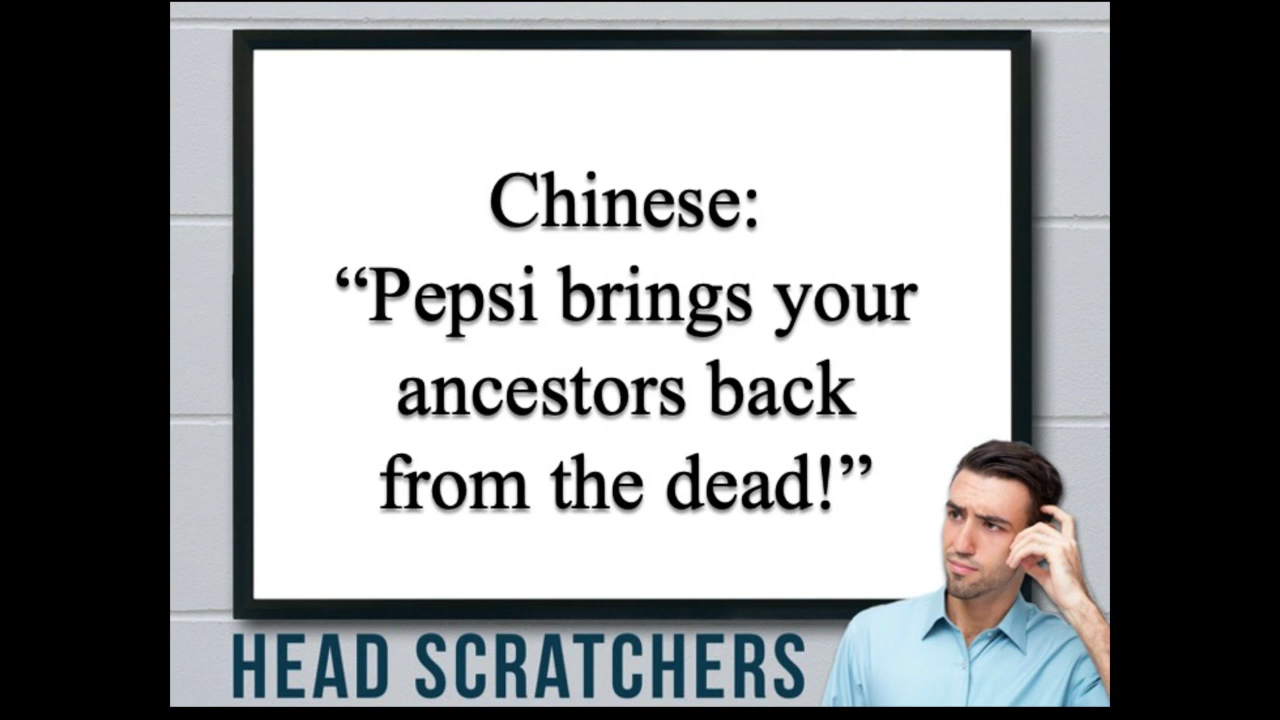 Chinese:
“Pepsi brings your
ancestors back
from the dead!”
HEAD SCRATCHERS